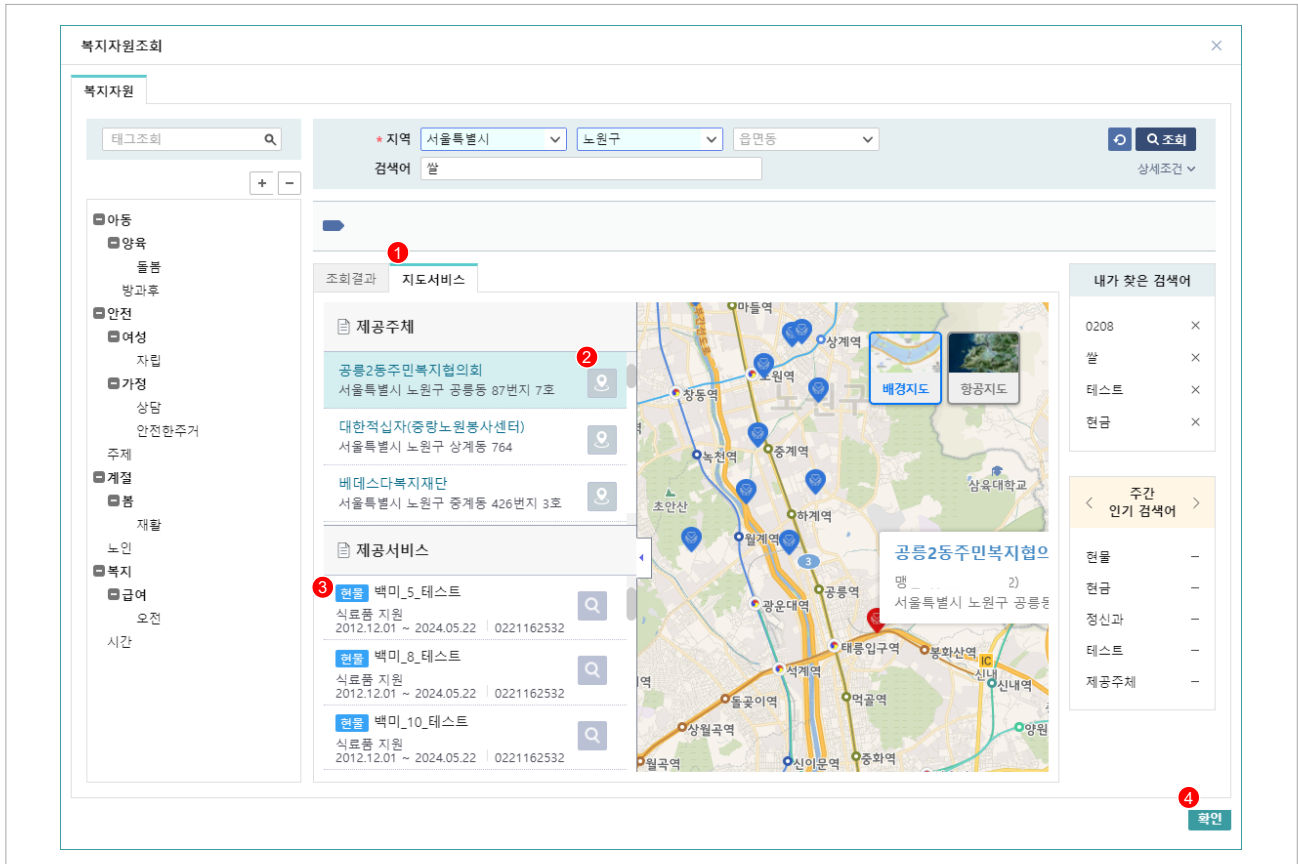 복지자원조회
복지자원
태그조회
* 지역 서울특별시 노원구 읍면동
조회
검색어 쌀
상세조건
+ −
아동
양육
돌봄
방과후
안전
여성
자립
가정
상담
안전한주거
주제
계절
봄
재활
노인
복지
급여
오전
시간
1
조회결과 지도서비스
제공주체
2
공릉2동주민복지협의회
서울특별시 노원구 공릉동 87번지 7호
대한적십자(중랑노원봉사센터)
서울특별시 노원구 상계동 764
베데스다복지재단
서울특별시 노원구 중계동 426번지 3호
제공서비스
3
현물 백미_5_테스트
식료품 지원
2012.12.01 ~ 2024.05.22 0221162532
현물 백미_8_테스트
식료품 지원
2012.12.01 ~ 2024.05.22 0221162532
현물 백미_10_테스트
식료품 지원
2012.12.01 ~ 2024.05.22 0221162532
마들역
상계역
노원역
창동역
노원구
배경지도
항공지도
녹천역
중계역
삼육대학교
초안산
하계역
월계역
3
공릉2동주민복지협으
맹_ 2)
서울특별시 노원구 공릉동
공릉역
광운대역
태릉입구역
봉화산역
IC
신내
신내역
석계역
돌곶이역
먹골역
상월곡역
양원
월곡역
신이문역
중화역
내가 찾은 검색어
0208 ×
쌀 ×
테스트 ×
현금 ×
주간
인기 검색어
현물 −
현금 −
정신과 −
테스트 −
제공주체 −
4
확인